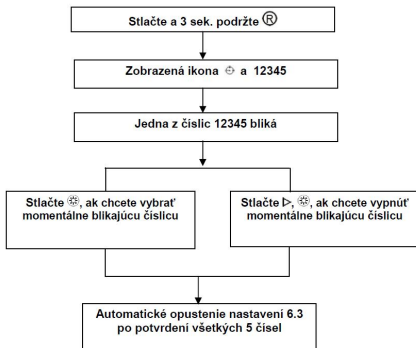 Stlačte a 3 sek. podržte ®
Zobrazená ikona ⌖ a 12345
Jedna z číslic 12345 bliká
Stlačte ☼, ak chcete vybrať
momentálne blikajúcu číslicu
Stlačte ▷, ☼, ak chcete vypnúť
momentálne blikajúcu číslicu
Automatické opustenie nastavení 6.3
po potvrdení všetkých 5 čísel